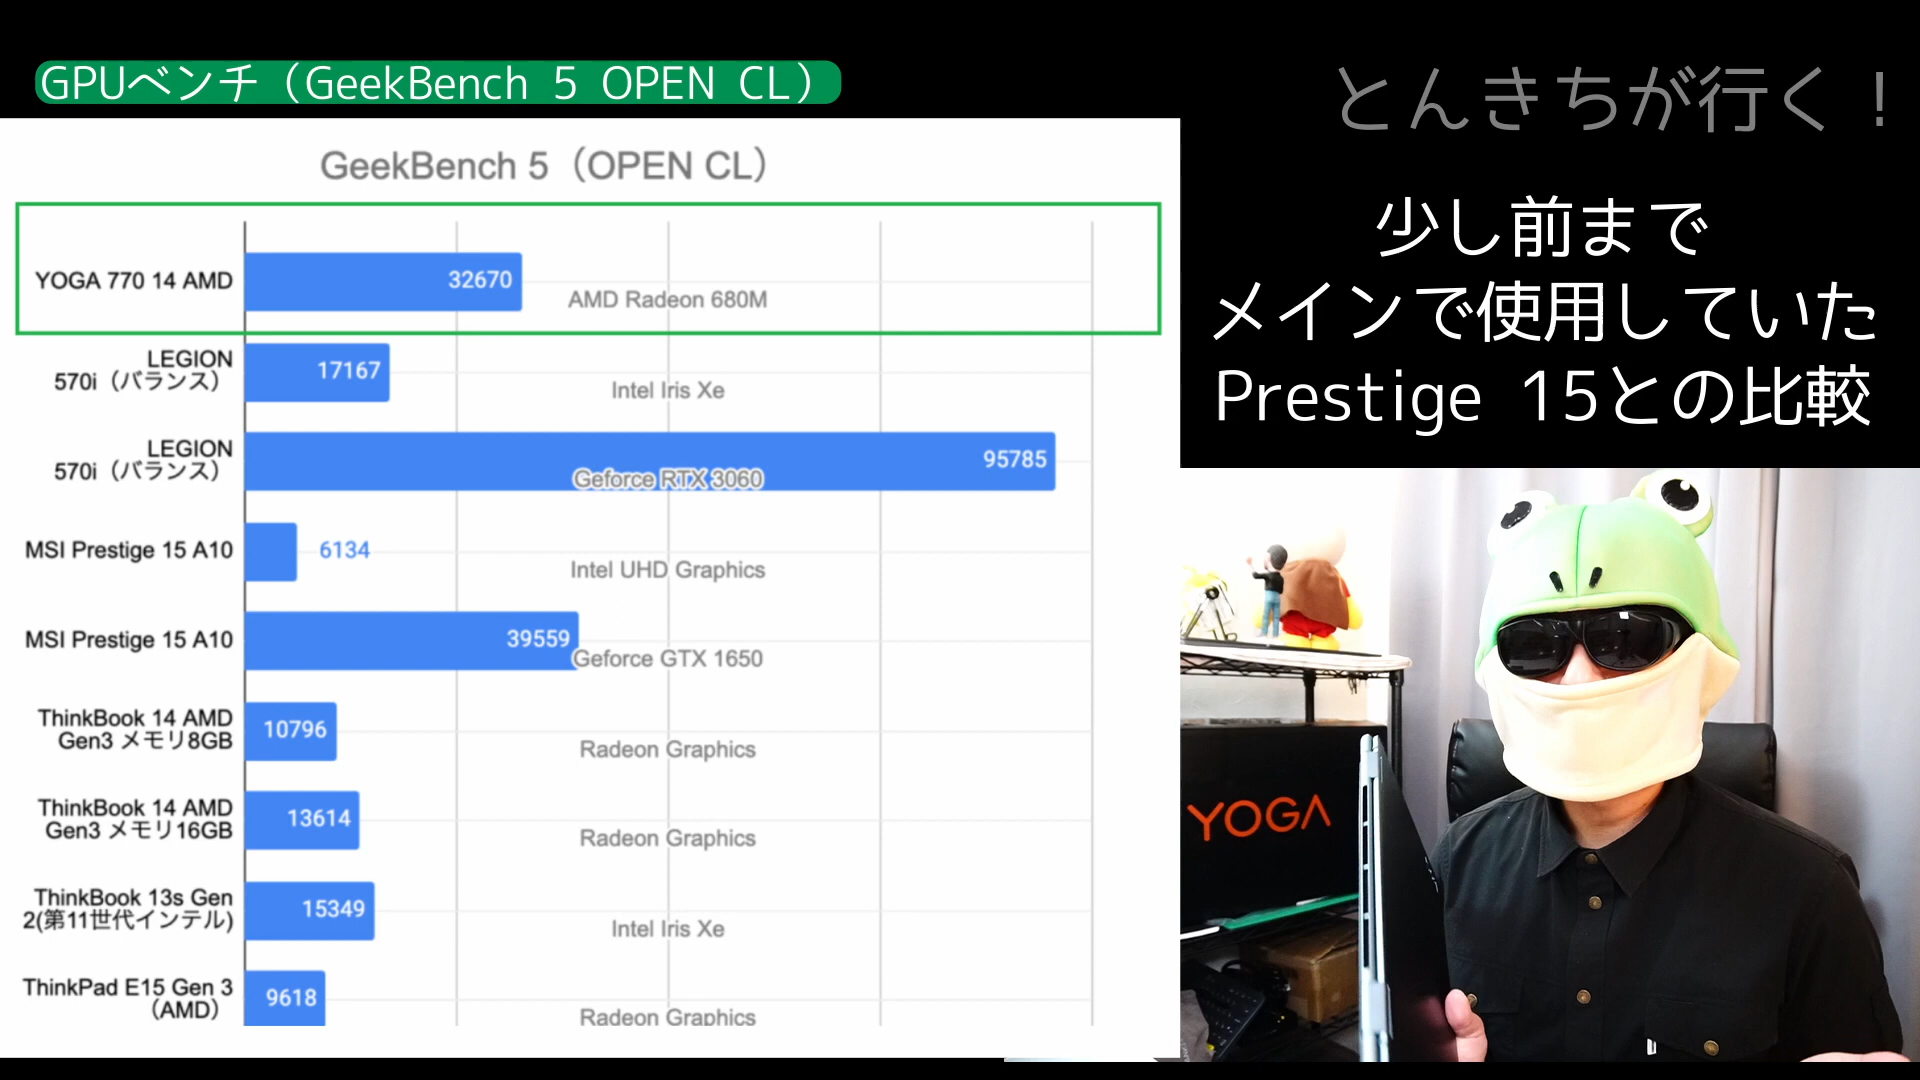 GPUベンチ（GeekBench 5 OPEN CL）
とんきちが行く！
GeekBench 5（OPEN CL）
YOGA 770 14 AMD
32670
AMD Radeon 680M
LEGION
570i（バランス）
17167
Intel Iris Xe
LEGION
570i（バランス）
95785
Geforce RTX 3060
MSI Prestige 15 A10
6134
Intel UHD Graphics
MSI Prestige 15 A10
39559
Geforce GTX 1650
ThinkBook 14 AMD
Gen3 メモリ8GB
10796
Radeon Graphics
ThinkBook 14 AMD
Gen3 メモリ16GB
13614
Radeon Graphics
ThinkBook 13s Gen
2(第11世代インテル)
15349
Intel Iris Xe
ThinkPad E15 Gen 3
（AMD）
9618
Radeon Graphics
少し前まで
メインで使用していた
Prestige 15との比較
YOGA